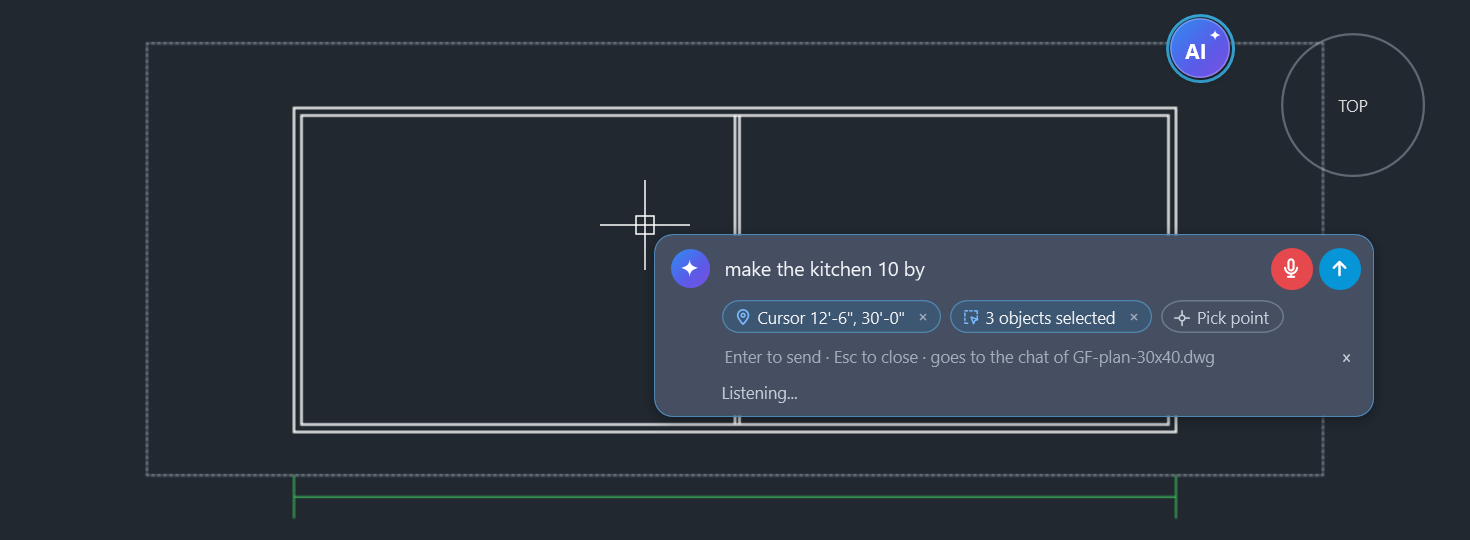 AI
TOP
make the kitchen 10 by
Cursor 12'-6", 30'-0" × 3 objects selected × Pick point
Enter to send · Esc to close · goes to the chat of GF-plan-30x40.dwg ×
Listening...